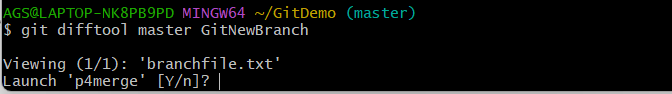 AGS@LAPTOP-NK8PB9PD MINGW64 ~/GitDemo (master)
$ git difftool master GitNewBranch
Viewing (1/1): 'branchfile.txt'
Launch 'p4merge' [Y/n]?